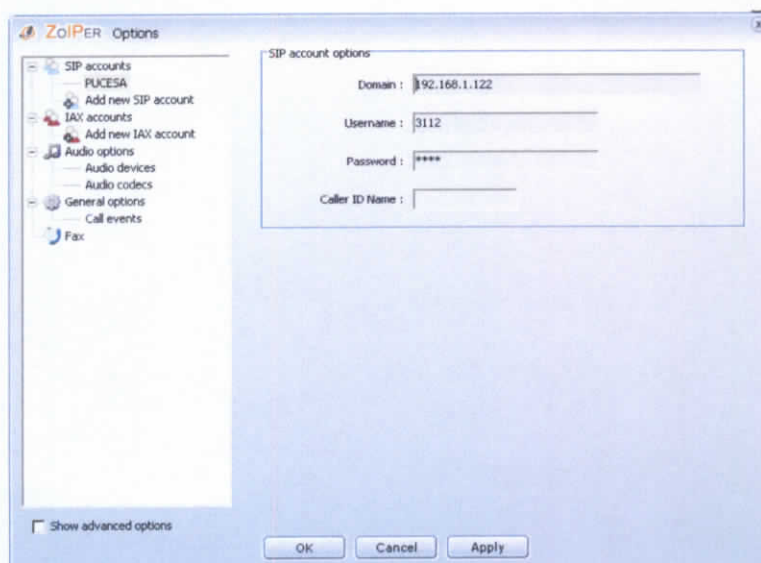 ZOIPER Options
SIP accounts
PUCESA
Add new SIP account
IAX accounts
Add new IAX account
Audio options
Audio devices
Audio codecs
General options
Call events
Fax
Show advanced options
SIP account options
Domain : 192.168.1.122
Username : 3112
Password : ****
Caller ID Name :
OK Cancel Apply